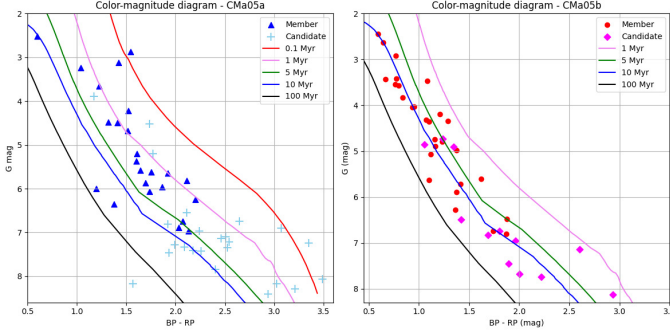 Color-magnitude diagram - CMa05a
2
3
4
5
6
7
8
G mag
0.5
1.0
1.5
2.0
2.5
3.0
3.5
BP - RP
Member
Candidate
0.1 Myr
1 Myr
5 Myr
10 Myr
100 Myr
Color-magnitude diagram - CMa05b
2
3
4
5
6
7
8
G (mag)
0.5
1.0
1.5
2.0
2.5
3.0
BP - RP (mag)
Member
Candidate
1 Myr
5 Myr
10 Myr
100 Myr